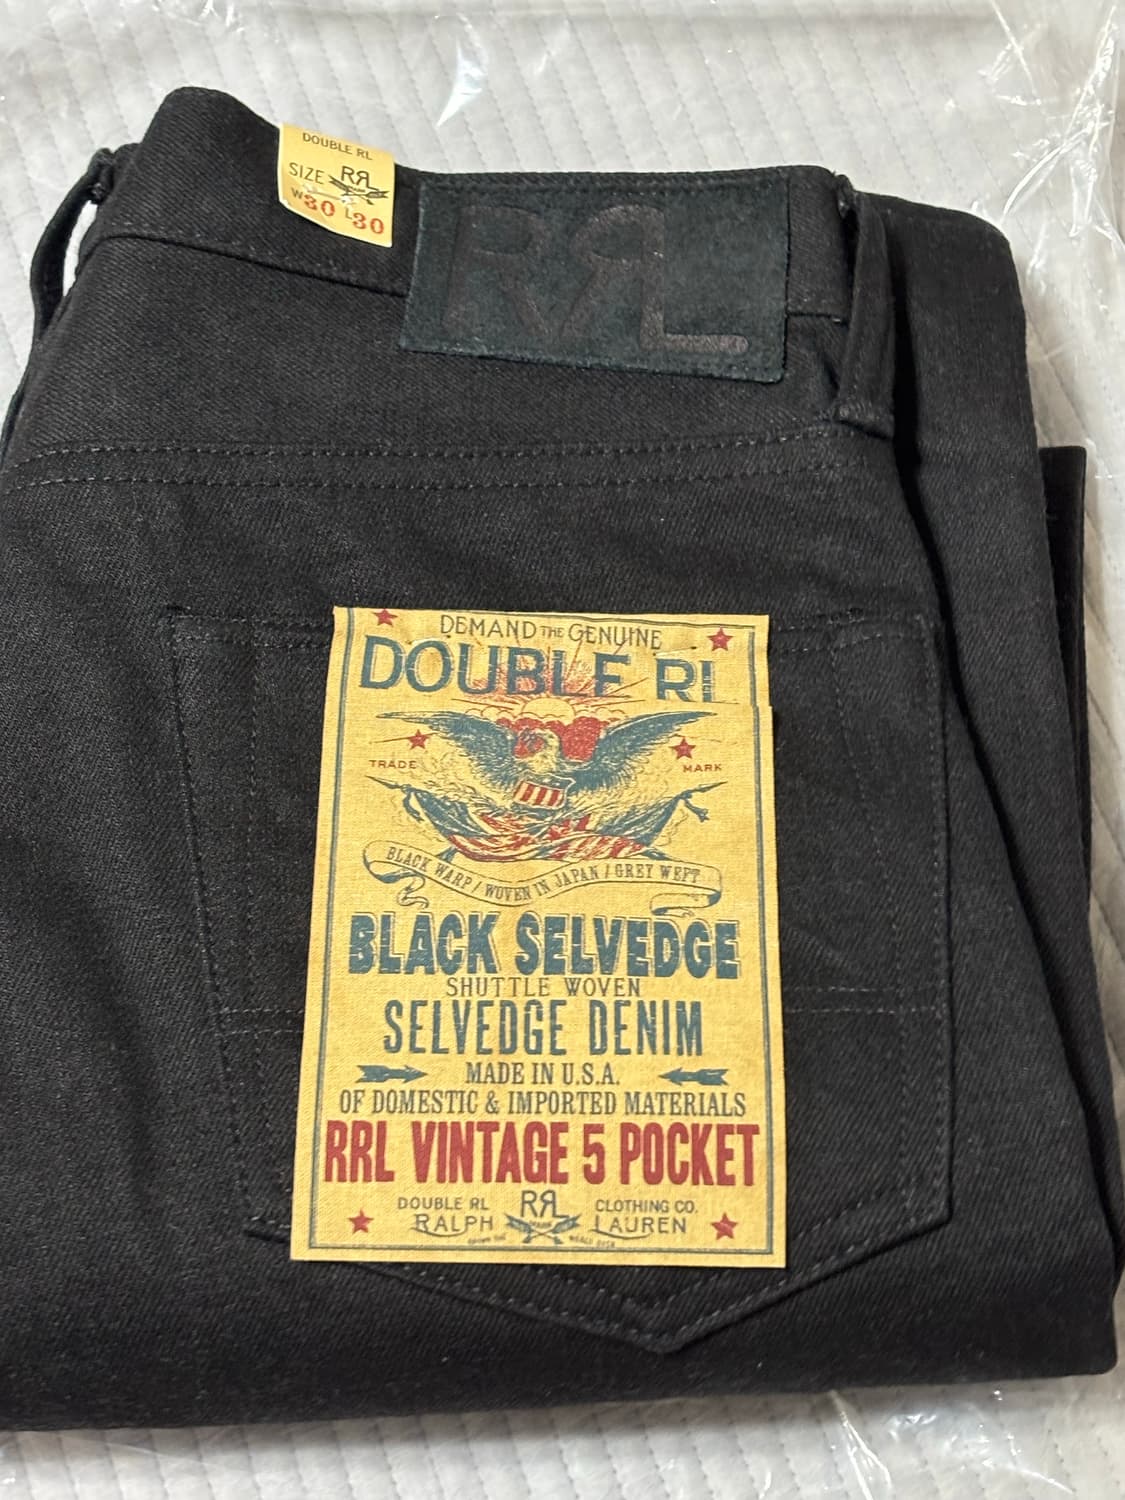 DOUBLE RL
SIZE RRL
W30 L30
RRL
DEMAND THE GENUINE
DOUBLE RL
TRADE MARK
BLACK WARP / WOVEN IN JAPAN / GREY WEFT
BLACK SELVEDGE
SHUTTLE WOVEN
SELVEDGE DENIM
MADE IN U.S.A.
OF DOMESTIC & IMPORTED MATERIALS
RRL VINTAGE 5 POCKET
DOUBLE RL RRL CLOTHING CO.
RALPH LAUREN